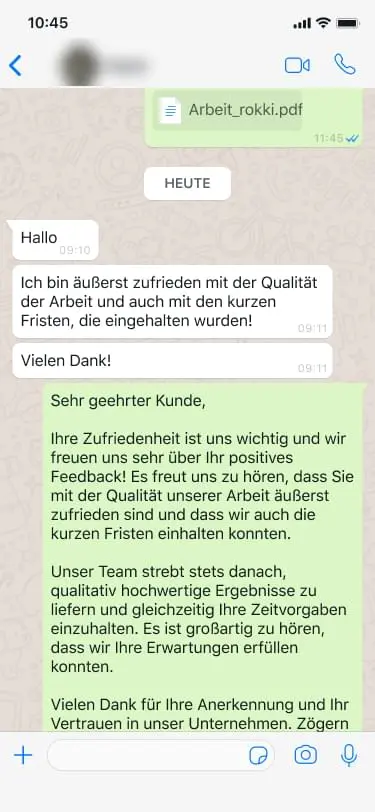 10:45
Arbeit_rokki.pdf
11:45
HEUTE
Hallo
09:10
Ich bin äußerst zufrieden mit der Qualität
der Arbeit und auch mit den kurzen
Fristen, die eingehalten wurden!
09:11
Vielen Dank!
09:11
Sehr geehrter Kunde,
Ihre Zufriedenheit ist uns wichtig und wir
freuen uns sehr über Ihr positives
Feedback! Es freut uns zu hören, dass Sie
mit der Qualität unserer Arbeit äußerst
zufrieden sind und dass wir auch die
kurzen Fristen einhalten konnten.
Unser Team strebt stets danach,
qualitativ hochwertige Ergebnisse zu
liefern und gleichzeitig Ihre Zeitvorgaben
einzuhalten. Es ist großartig zu hören,
dass wir Ihre Erwartungen erfüllen
konnten.
Vielen Dank für Ihre Anerkennung und Ihr
Vertrauen in unser Unternehmen. Zögern